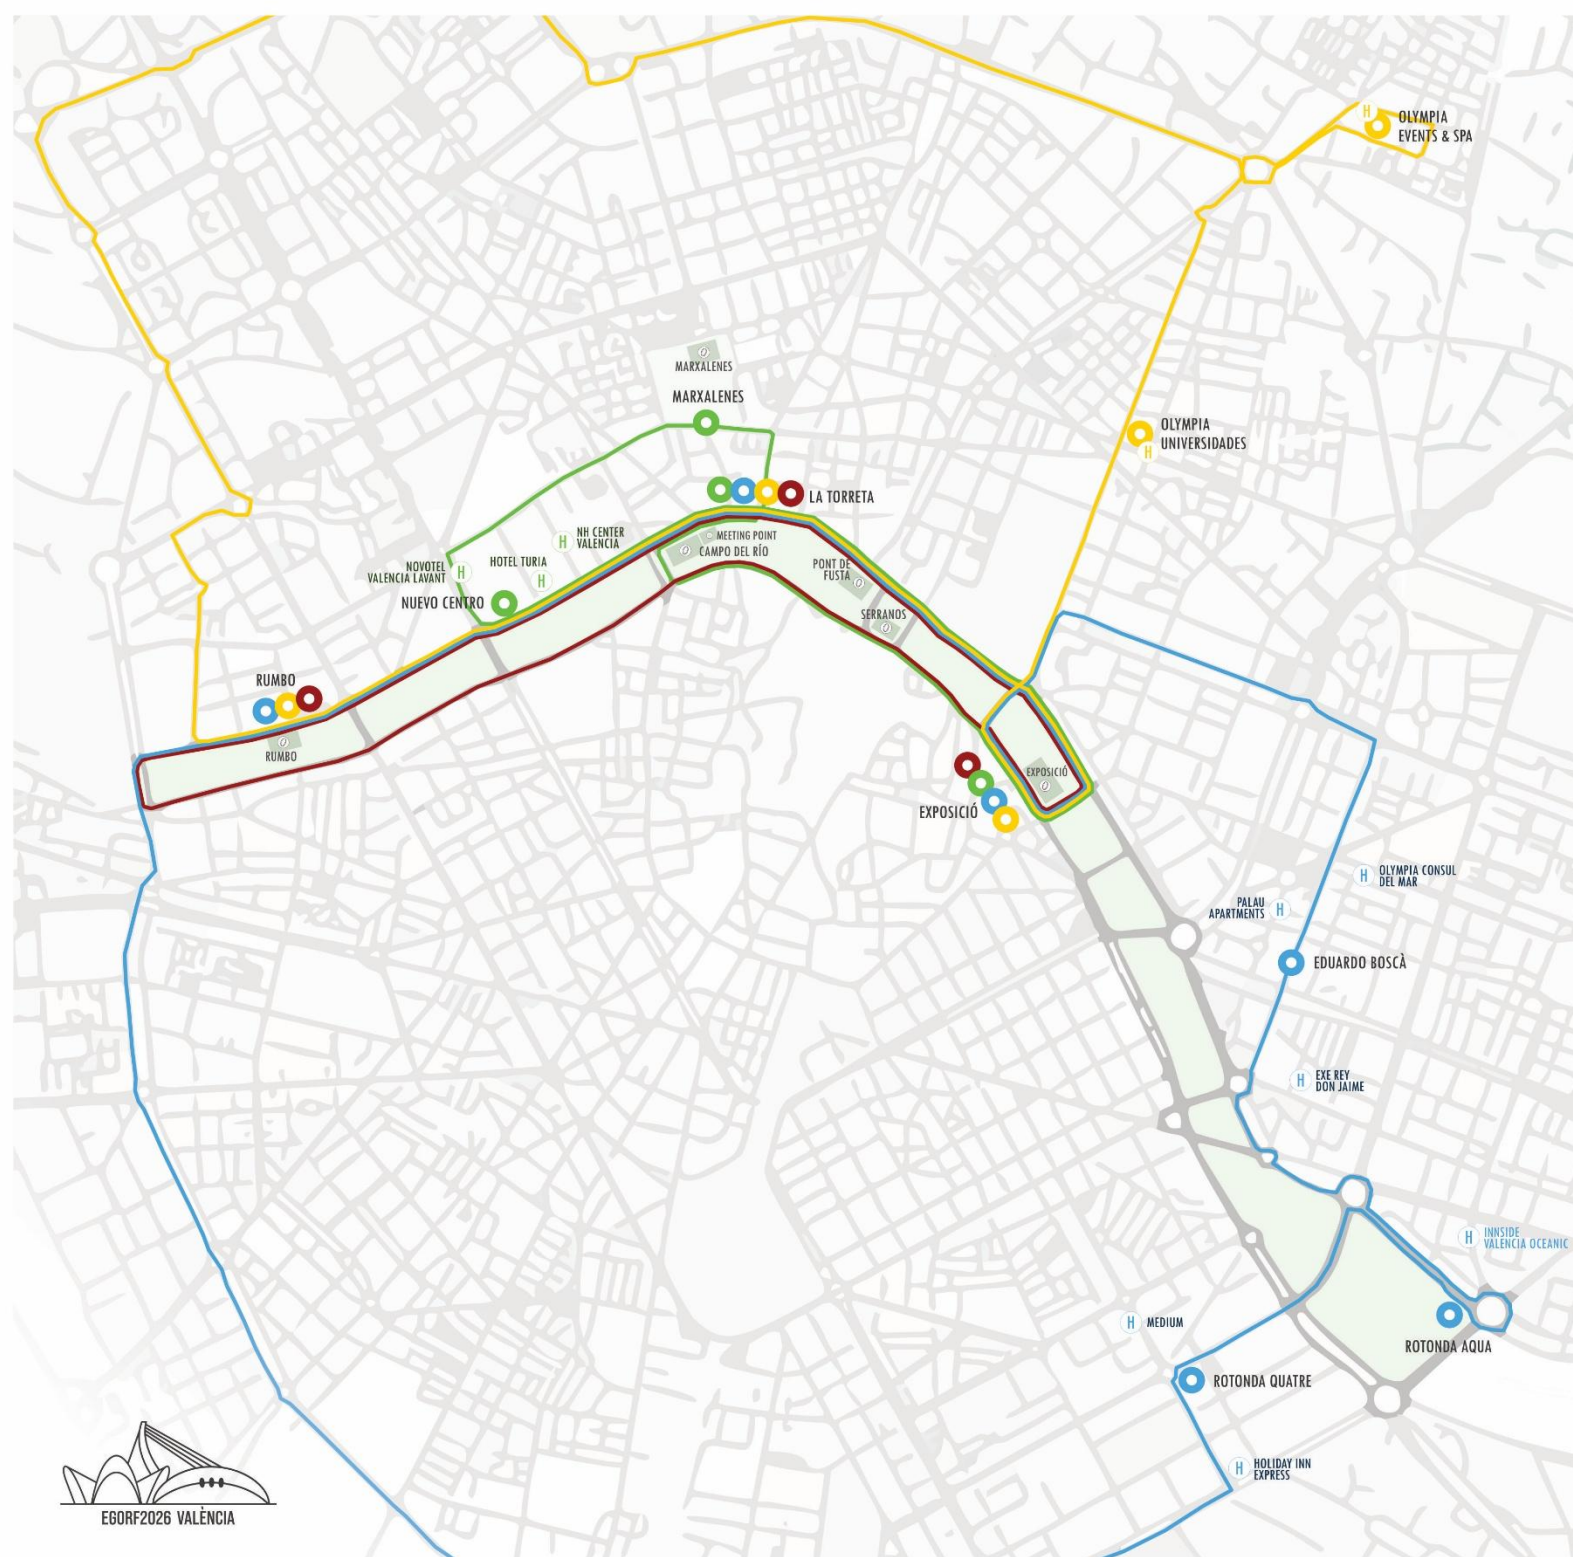 H
OLYMPIA
EVENTS & SPA
MARXALENES
MARXALENES
OLYMPIA
UNIVERSIDADES
H
LA TORRETA
H
NH CENTER
VALENCIA
MEETING POINT
CAMPO DEL RÍO
HOTEL TURIA
H
NOVOTEL
VALENCIA LAVANT
H
NUEVO CENTRO
PONT DE
FUSTA
SERRANOS
RUMBO
RUMBO
EXPOSICIÓ
EXPOSICIÓ
H
OLYMPIA CONSUL
DEL MAR
PALAU
APARTMENTS
H
EDUARDO BOSCÀ
H
EXE REY
DON JAIME
H
INNSIDE
VALENCIA OCEANIC
H
MEDIUM
ROTONDA AQUA
ROTONDA QUATRE
H
HOLIDAY INN
EXPRESS
EGORF2026 VALÈNCIA